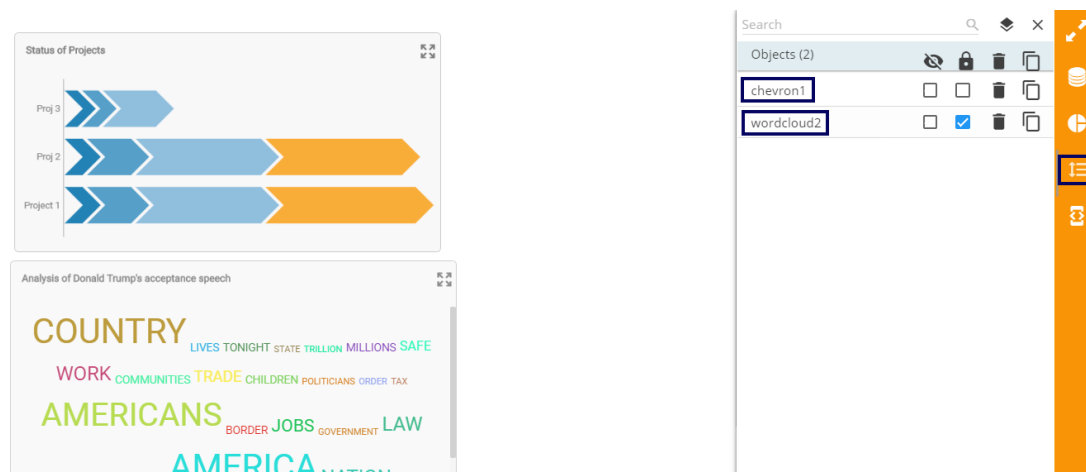 Status of Projects
Proj 3
Proj 2
Project 1
Analysis of Donald Trump's acceptance speech
COUNTRY LIVES TONIGHT STATE TRILLION MILLIONS SAFE
WORK COMMUNITIES TRADE CHILDREN POLITICIANS ORDER TAX
AMERICANS BORDER JOBS GOVERNMENT LAW
AMERICA NATION
Search
Objects (2)
chevron1
wordcloud2